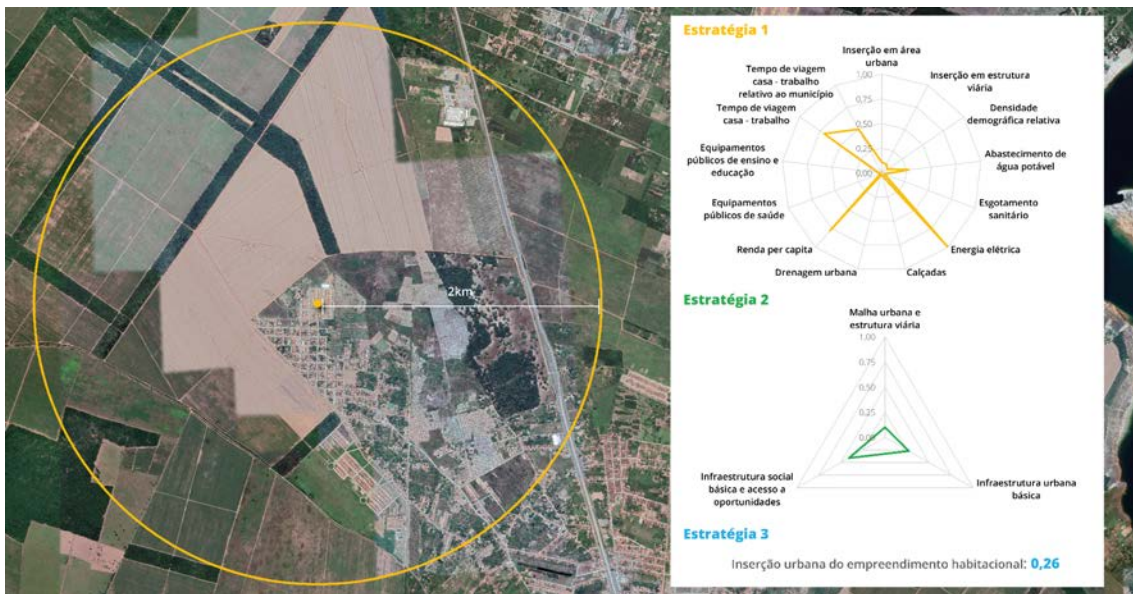 2km
Estratégia 1
Inserção em área
urbana
Inserção em estrutura
viária
Densidade
demográfica relativa
Abastecimento de
água potável
Esgotamento
sanitário
Energia elétrica
Calçadas
Drenagem urbana
Renda per capita
Equipamentos
públicos de saúde
Equipamentos
públicos de ensino e
educação
Tempo de viagem
casa - trabalho
Tempo de viagem
casa - trabalho
relativo ao município
1,00
0,75
0,50
0,25
0,00
Estratégia 2
Malha urbana e
estrutura viária
1,00
0,75
0,50
0,25
0,00
Infraestrutura social
básica e acesso a
oportunidades
Infraestrutura urbana
básica
Estratégia 3
Inserção urbana do empreendimento habitacional: 0,26